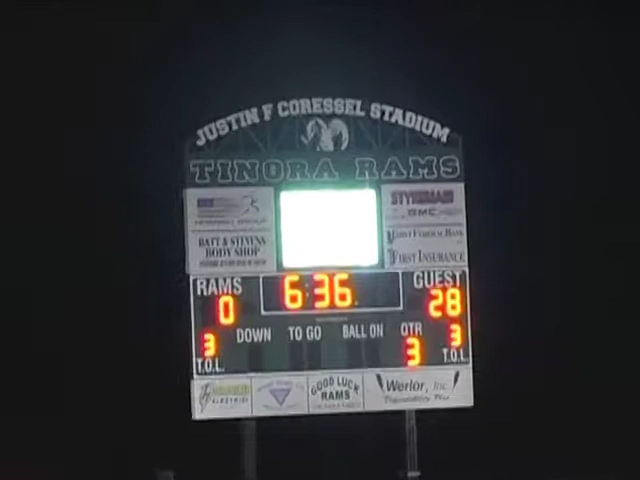 JUSTIN F CORESSEL STADIUM
TINORA RAMS
STYKEMAIN
GMC
BATT & STEVENS
BODY SHOP
FIRST FEDERAL BANK
FIRST INSURANCE
RAMS 6:36 GUEST
0 28
DOWN TO GO BALL ON QTR
3 3 3
T.O.L. T.O.L.
ELECTRIC
GOOD LUCK
RAMS
Werlor, Inc.